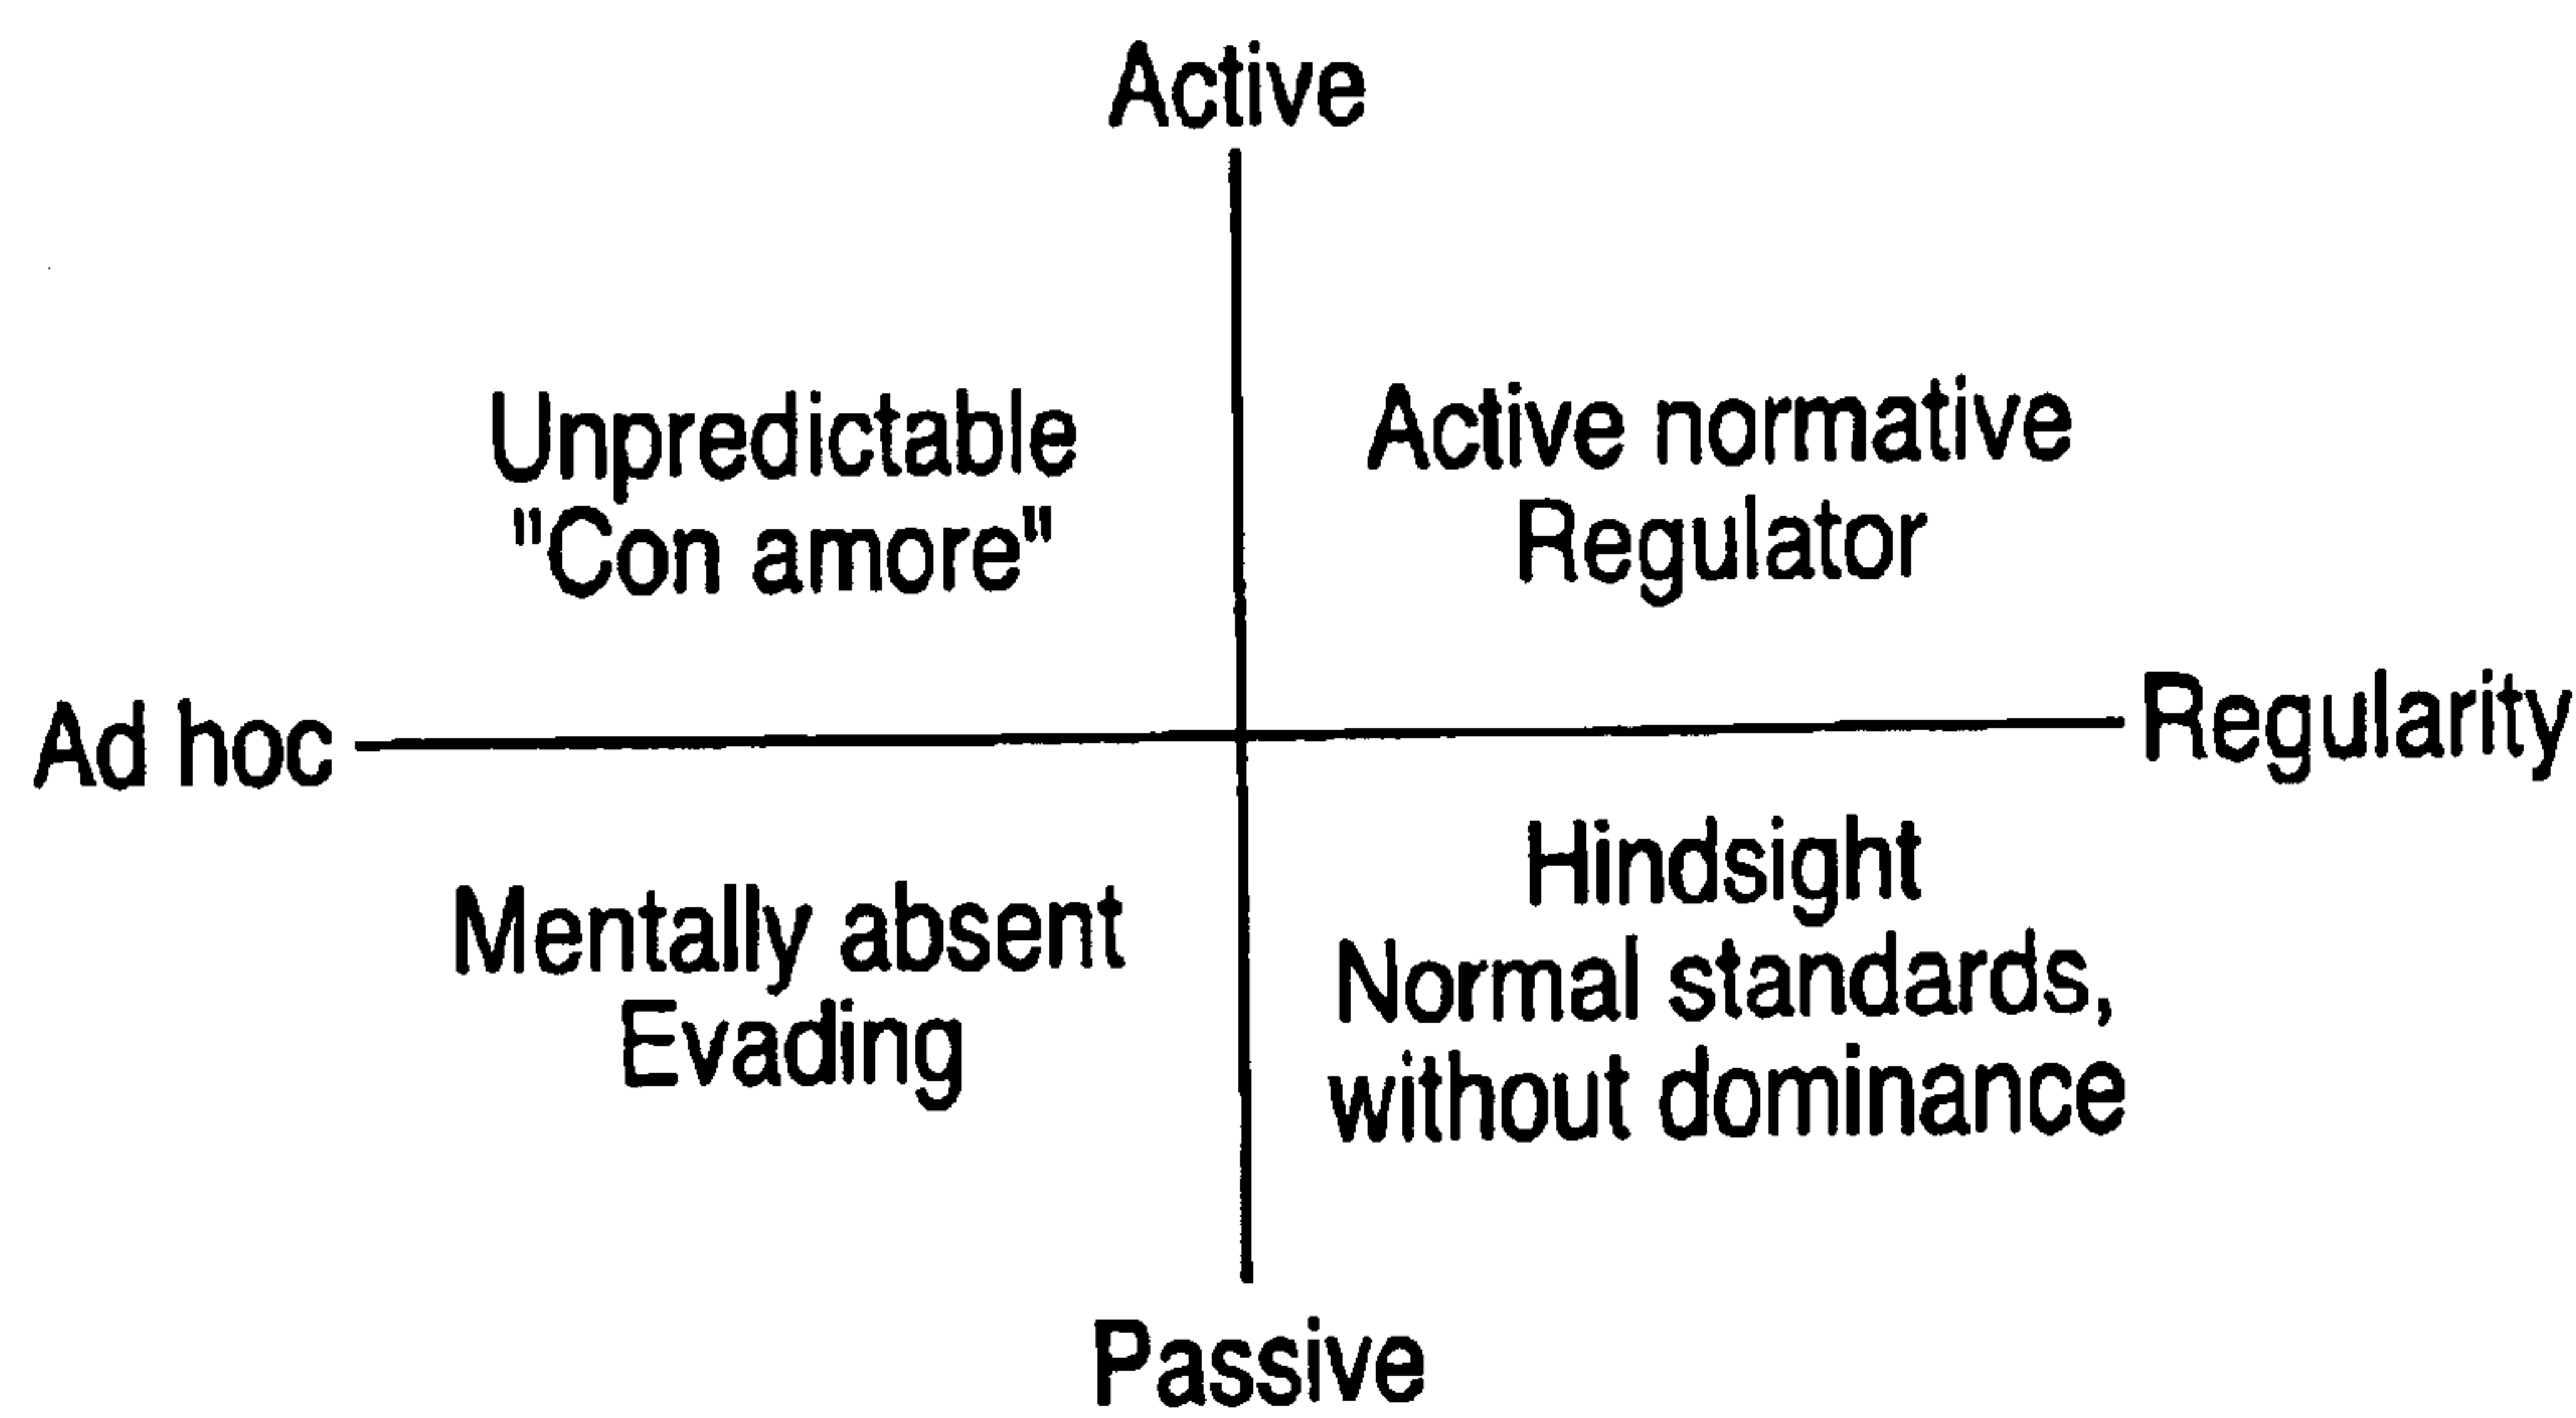 Active
Unpredictable
"Con amore"
Active normative
Regulator
Ad hoc
Regularity
Mentally absent
Evading
Hindsight
Normal standards,
without dominance
Passive